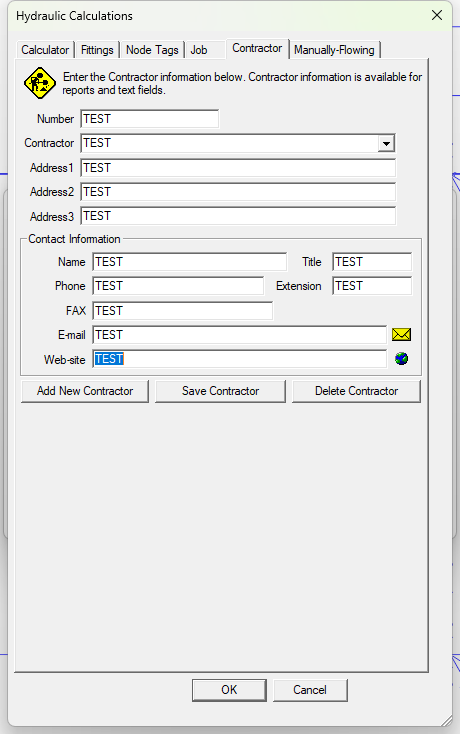 Hydraulic Calculations
Calculator Fittings Node Tags Job Contractor Manually-Flowing
Enter the Contractor information below. Contractor information is available for
reports and text fields.
Number TEST
Contractor TEST
Address1 TEST
Address2 TEST
Address3 TEST
Contact Information
Name TEST Title TEST
Phone TEST Extension TEST
FAX TEST
E-mail TEST
Web-site TEST
Add New Contractor Save Contractor Delete Contractor
OK Cancel